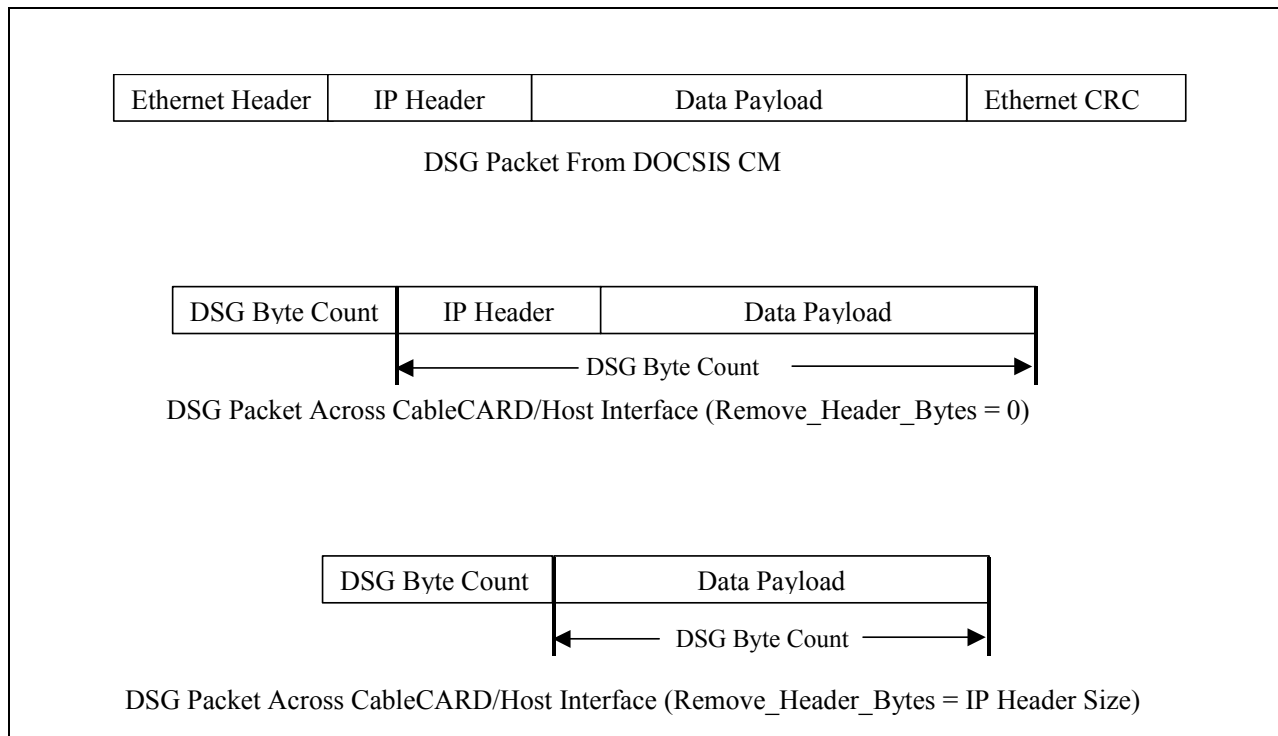 Ethernet Header IP Header Data Payload Ethernet CRC
DSG Packet From DOCSIS CM
DSG Byte Count IP Header Data Payload
DSG Byte Count
DSG Packet Across CableCARD/Host Interface (Remove_Header_Bytes = 0)
DSG Byte Count Data Payload
DSG Byte Count
DSG Packet Across CableCARD/Host Interface (Remove_Header_Bytes = IP Header Size)